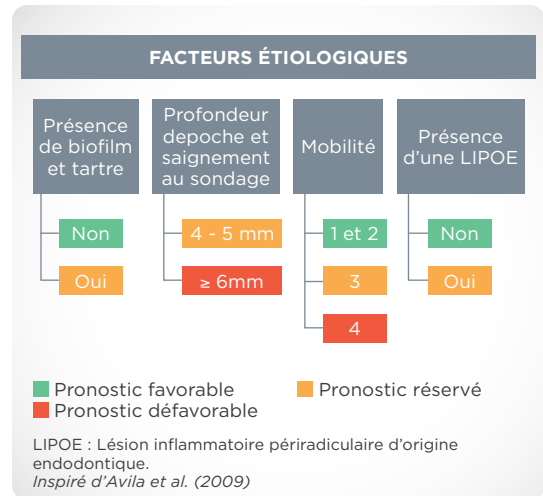 FACTEURS ÉTIOLOGIQUES
Présence
de biofilm
et tartre
Non
Oui
Profondeur
depoche et
saignement
au sondage
4 - 5 mm
≥ 6mm
Mobilité
1 et 2
3
4
Présence
d'une LIPOE
Non
Oui
Pronostic favorable
Pronostic réservé
Pronostic défavorable
LIPOE : Lésion inflammatoire périradiculaire d'origine
endodontique.
Inspiré d'Avila et al. (2009)